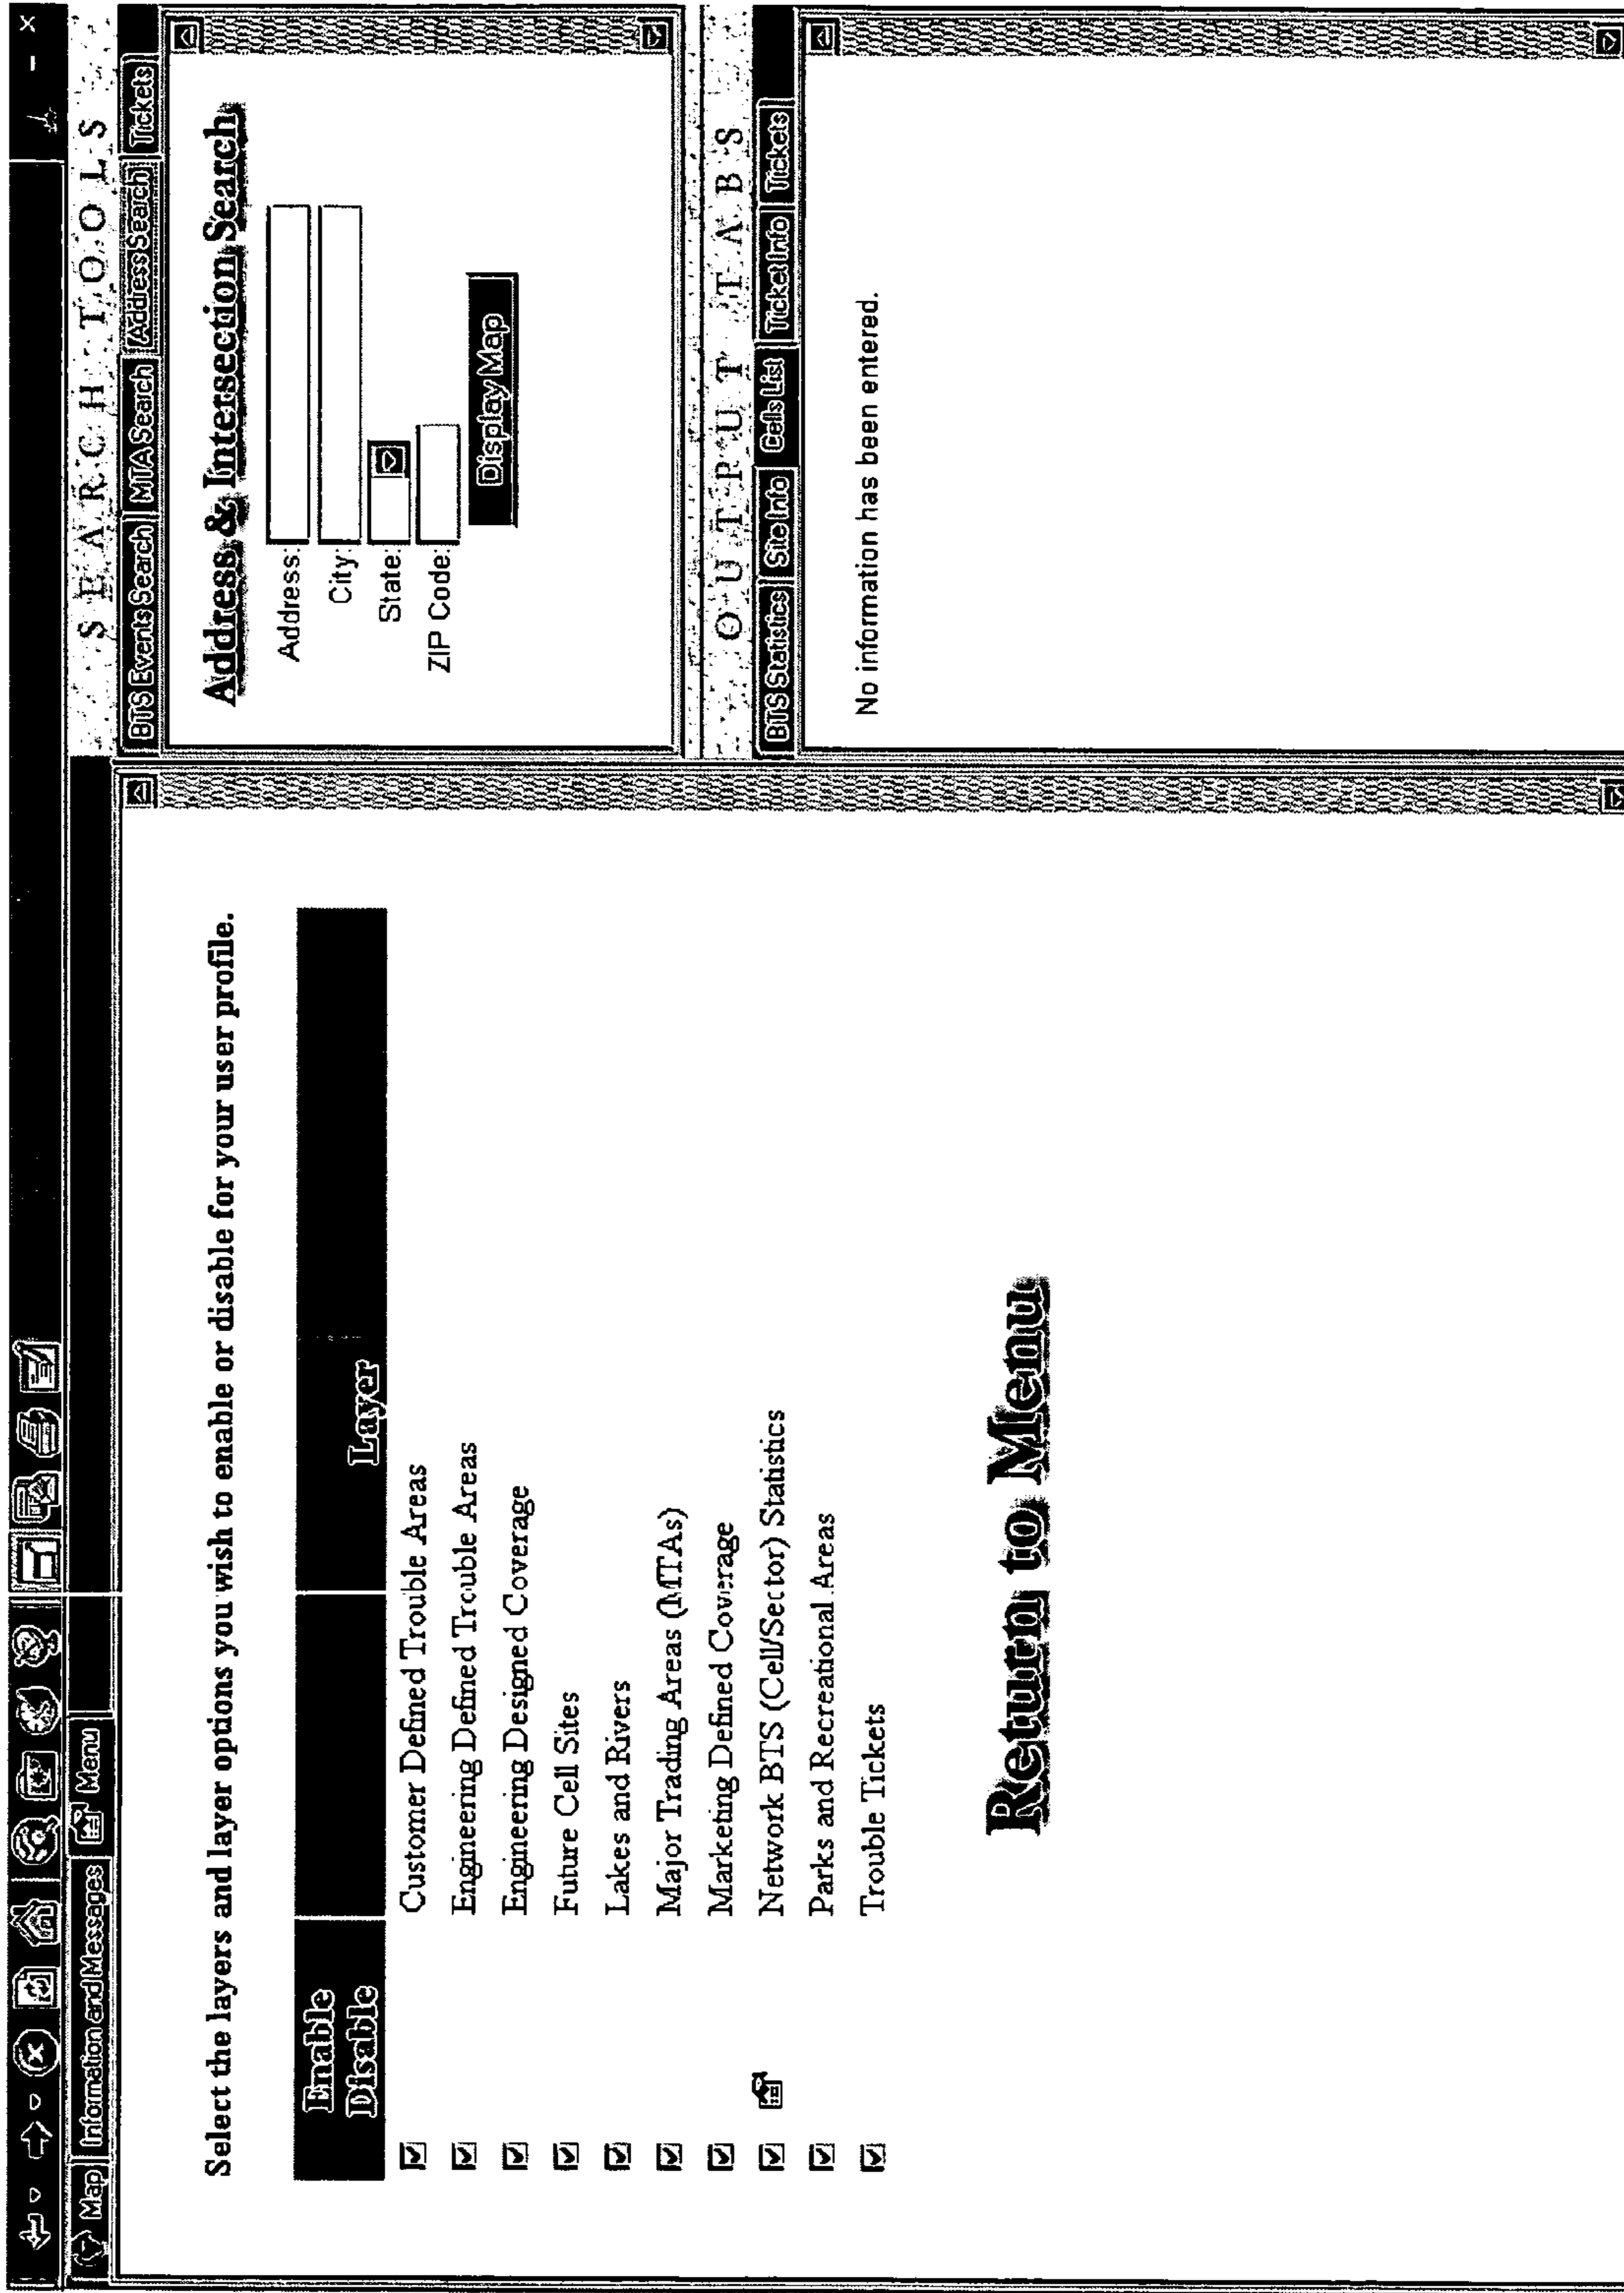 Map Information and Messages Menu
Select the layers and layer options you wish to enable or disable for your user profile.
Enable
Disable
Layer
Customer Defined Trouble Areas
Engineering Defined Trouble Areas
Engineering Designed Coverage
Future Cell Sites
Lakes and Rivers
Major Trading Areas (MTAs)
Marketing Defined Coverage
Network BTS (Cell/Sector) Statistics
Parks and Recreational Areas
Trouble Tickets
Return to Menu
SEARCH TOOLS
BTS Events Search MTA Search Address Search Tickets
Address & Intersection Search
Address:
City:
State:
ZIP Code:
Display Map
OUTPUT TABS
BTS Statistics Site Info Cells List Ticket Info Tickets
No information has been entered.